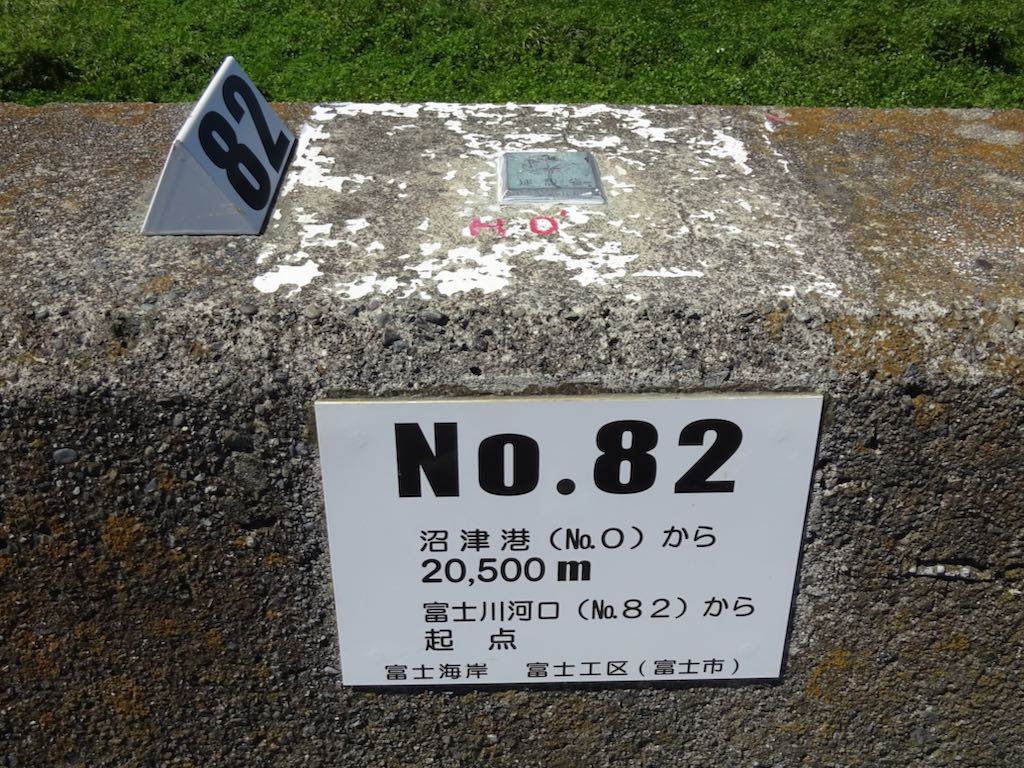 82
H O'
No.82
沼津港（No.0）から
20,500 m
富士川河口（No.82）から
起 点
富士海岸 富士工区（富士市）